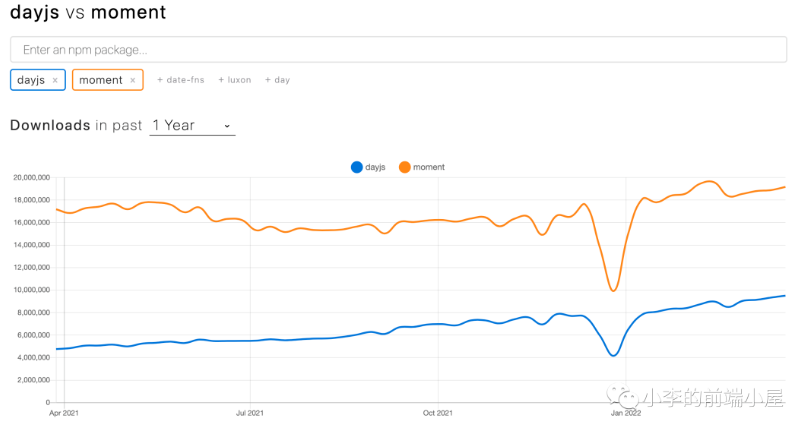 dayjs vs moment
Enter an npm package...
dayjs × moment × + date-fns + luxon + day
Downloads in past 1 Year
dayjs moment
20,000,000
18,000,000
16,000,000
14,000,000
12,000,000
10,000,000
8,000,000
6,000,000
4,000,000
2,000,000
0
Apr 2021 Jul 2021 Oct 2021 Jan 2022
小李的前端小屋